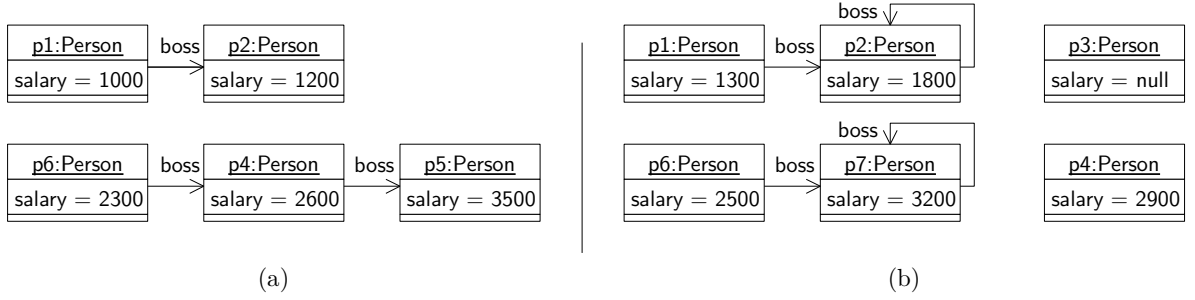 boss
boss
p1:Person
boss
p2:Person
p1:Person
boss
p2:Person
p3:Person
salary = 1000
salary = 1200
salary = 1300
salary = 1800
salary = null
boss
p6:Person
boss
p4:Person
boss
p5:Person
p6:Person
boss
p7:Person
p4:Person
salary = 2300
salary = 2600
salary = 3500
salary = 2500
salary = 3200
salary = 2900
(a)
(b)